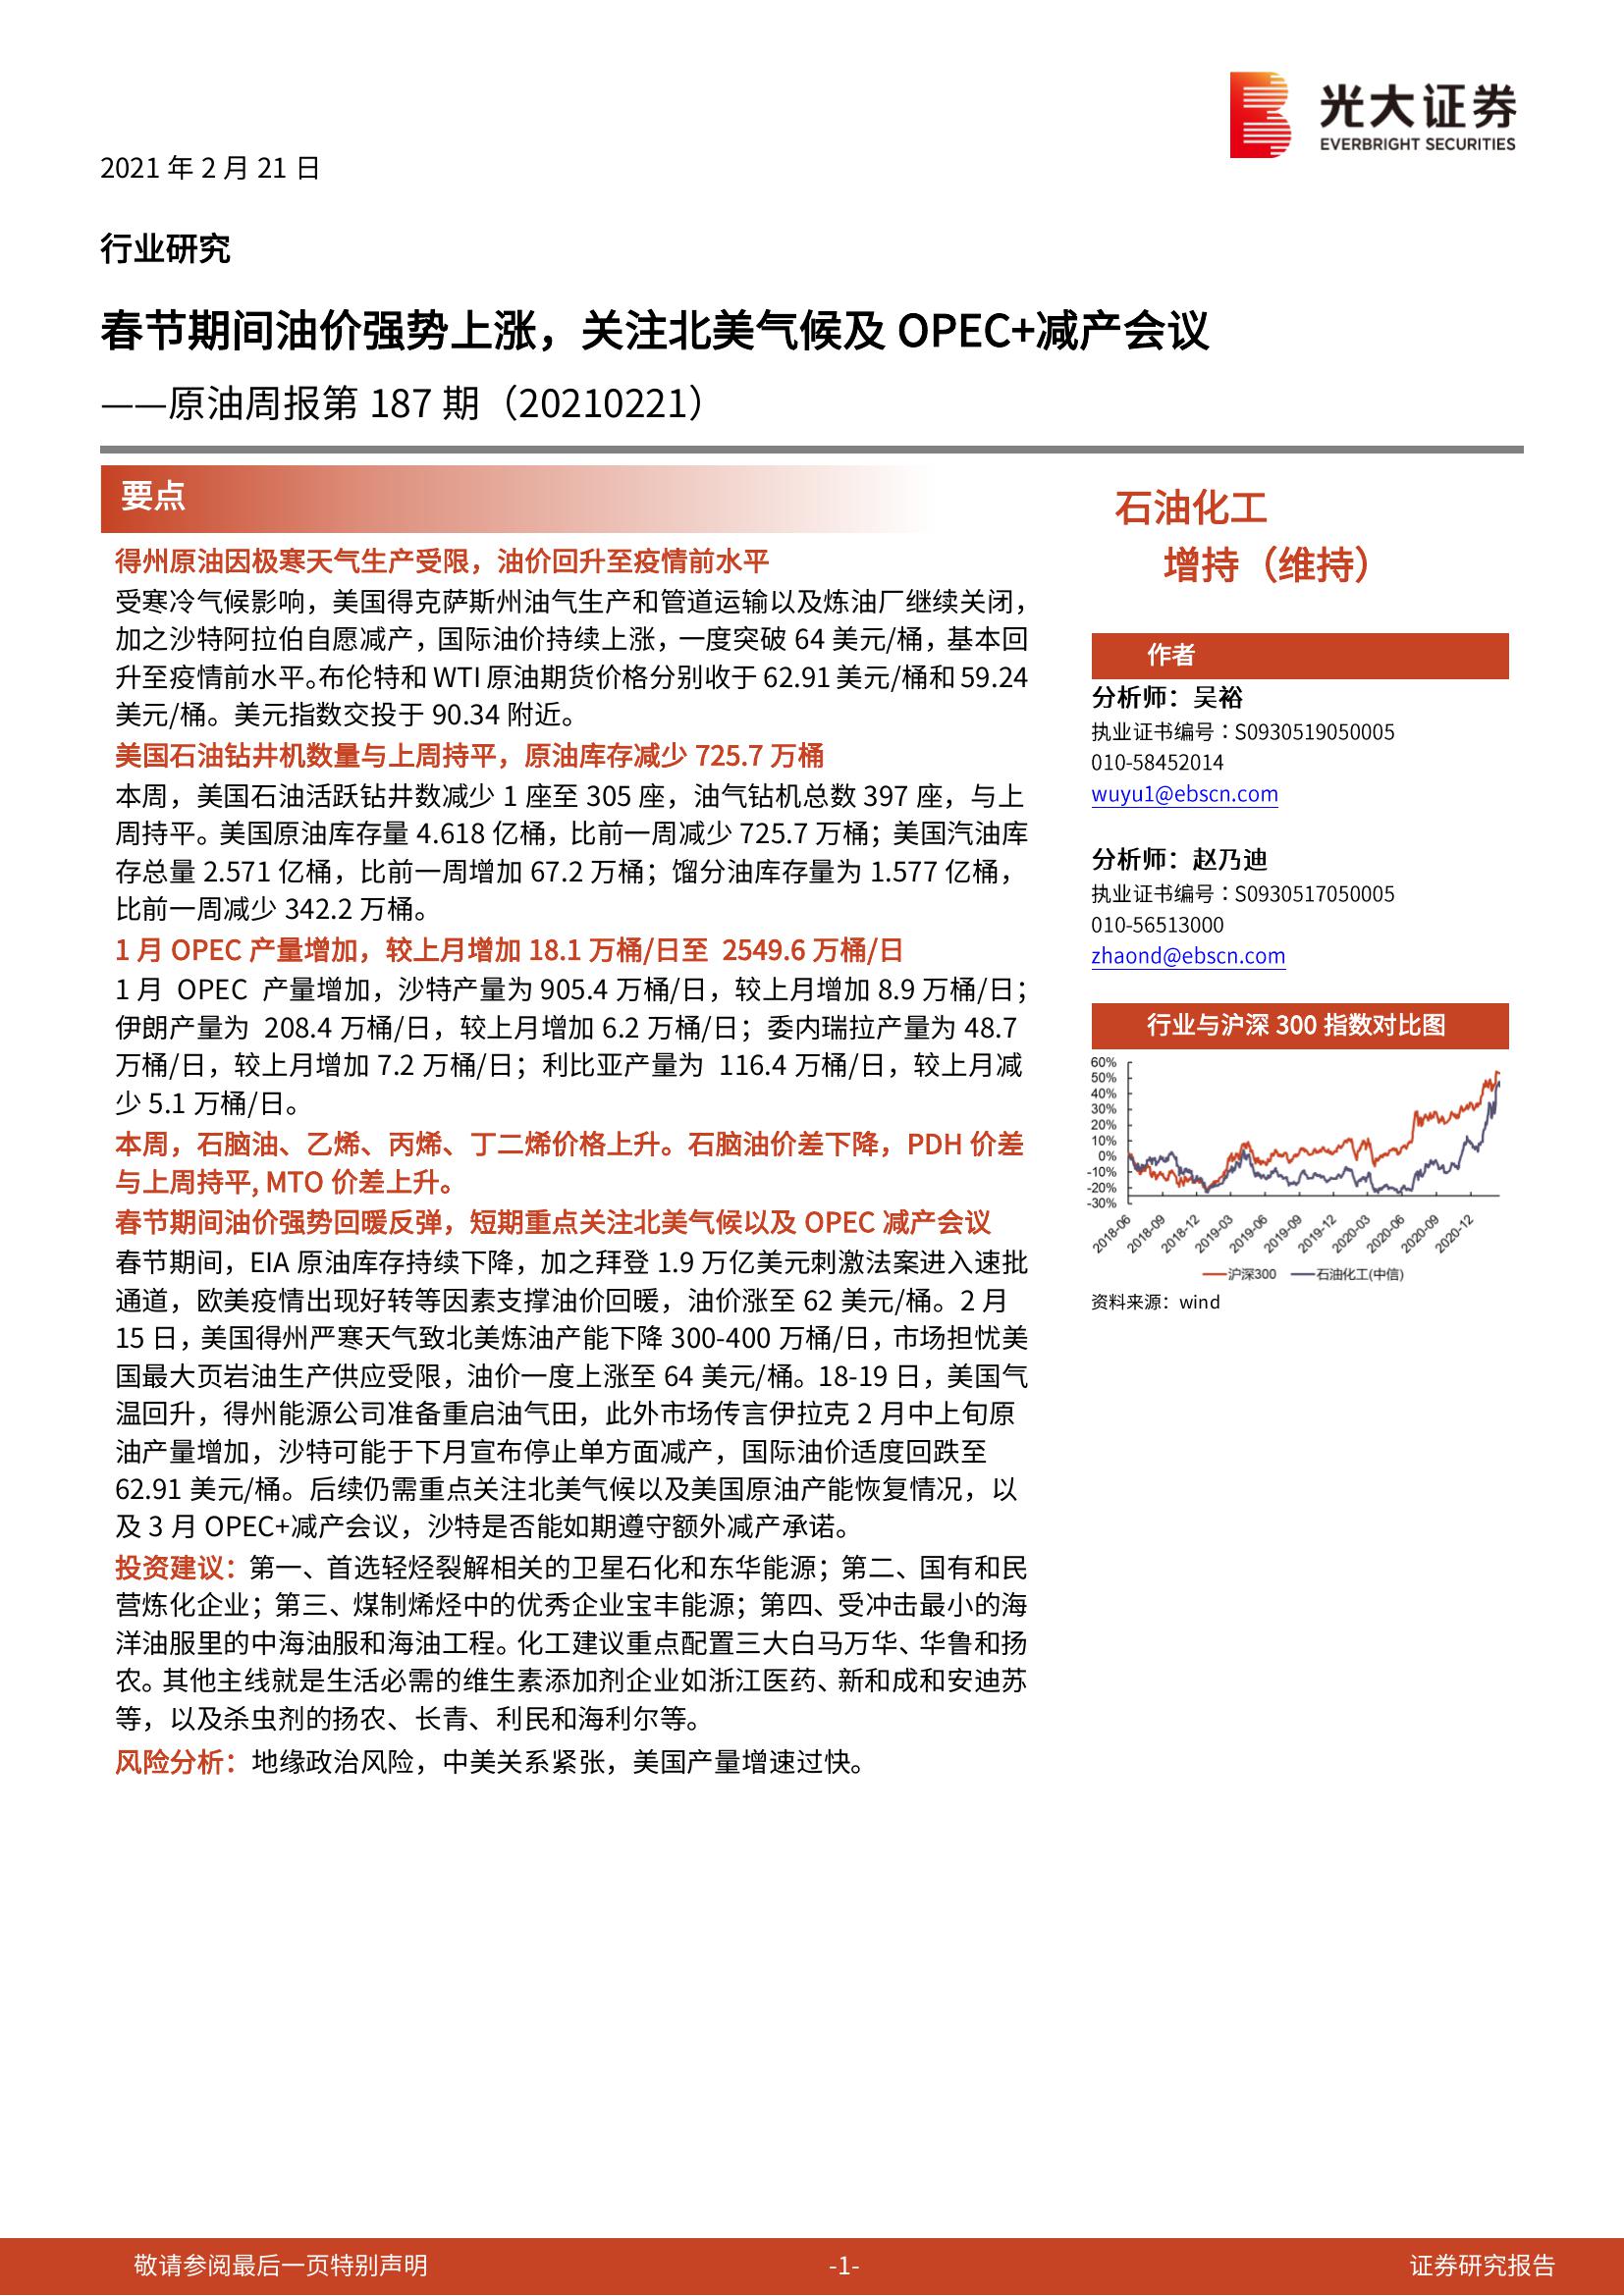 光大证券
EVERBRIGHT SECURITIES
2021 年 2 月 21 日
行业研究
春节期间油价强势上涨，关注北美气候及 OPEC+减产会议
——原油周报第 187 期（20210221）
要点
得州原油因极寒天气生产受限，油价回升至疫情前水平
受寒冷气候影响，美国得克萨斯州油气生产和管道运输以及炼油厂继续关闭，
加之沙特阿拉伯自愿减产，国际油价持续上涨，一度突破 64 美元/桶，基本回
升至疫情前水平。布伦特和 WTI 原油期货价格分别收于 62.91 美元/桶和 59.24
美元/桶。美元指数交投于 90.34 附近。
美国石油钻井机数量与上周持平，原油库存减少 725.7 万桶
本周，美国石油活跃钻井数减少 1 座至 305 座，油气钻机总数 397 座，与上
周持平。美国原油库存量 4.618 亿桶，比前一周减少 725.7 万桶；美国汽油库
存总量 2.571 亿桶，比前一周增加 67.2 万桶；馏分油库存量为 1.577 亿桶，
比前一周减少 342.2 万桶。
1 月 OPEC 产量增加，较上月增加 18.1 万桶/日至 2549.6 万桶/日
1 月 OPEC 产量增加，沙特产量为 905.4 万桶/日，较上月增加 8.9 万桶/日；
伊朗产量为 208.4 万桶/日，较上月增加 6.2 万桶/日；委内瑞拉产量为 48.7
万桶/日，较上月增加 7.2 万桶/日；利比亚产量为 116.4 万桶/日，较上月减
少 5.1 万桶/日。
本周，石脑油、乙烯、丙烯、丁二烯价格上升。石脑油价差下降，PDH 价差
与上周持平, MTO 价差上升。
春节期间油价强势回暖反弹，短期重点关注北美气候以及 OPEC 减产会议
春节期间，EIA 原油库存持续下降，加之拜登 1.9 万亿美元刺激法案进入速批
通道，欧美疫情出现好转等因素支撑油价回暖，油价涨至 62 美元/桶。2 月
15 日，美国得州严寒天气致北美炼油产能下降 300-400 万桶/日，市场担忧美
国最大页岩油生产供应受限，油价一度上涨至 64 美元/桶。18-19 日，美国气
温回升，得州能源公司准备重启油气田，此外市场传言伊拉克 2 月中上旬原
油产量增加，沙特可能于下月宣布停止单方面减产，国际油价适度回跌至
62.91 美元/桶。后续仍需重点关注北美气候以及美国原油产能恢复情况，以
及 3 月 OPEC+减产会议，沙特是否能如期遵守额外减产承诺。
投资建议：第一、首选轻烃裂解相关的卫星石化和东华能源；第二、国有和民
营炼化企业；第三、煤制烯烃中的优秀企业宝丰能源；第四、受冲击最小的海
洋油服里的中海油服和海油工程。化工建议重点配置三大白马万华、华鲁和扬
农。其他主线就是生活必需的维生素添加剂企业如浙江医药、新和成和安迪苏
等，以及杀虫剂的扬农、长青、利民和海利尔等。
风险分析：地缘政治风险，中美关系紧张，美国产量增速过快。
石油化工
增持（维持）
作者
分析师：吴裕
执业证书编号：S0930519050005
010-58452014
wuyu1@ebscn.com
分析师：赵乃迪
执业证书编号：S0930517050005
010-56513000
zhaond@ebscn.com
行业与沪深 300 指数对比图
60%
50%
40%
30%
20%
10%
0%
-10%
-20%
-30%
2018-06
2018-09
2018-12
2019-03
2019-06
2019-09
2019-12
2020-03
2020-06
2020-09
2020-12
沪深300 石油化工(中信)
资料来源：wind
敬请参阅最后一页特别声明 -1- 证券研究报告